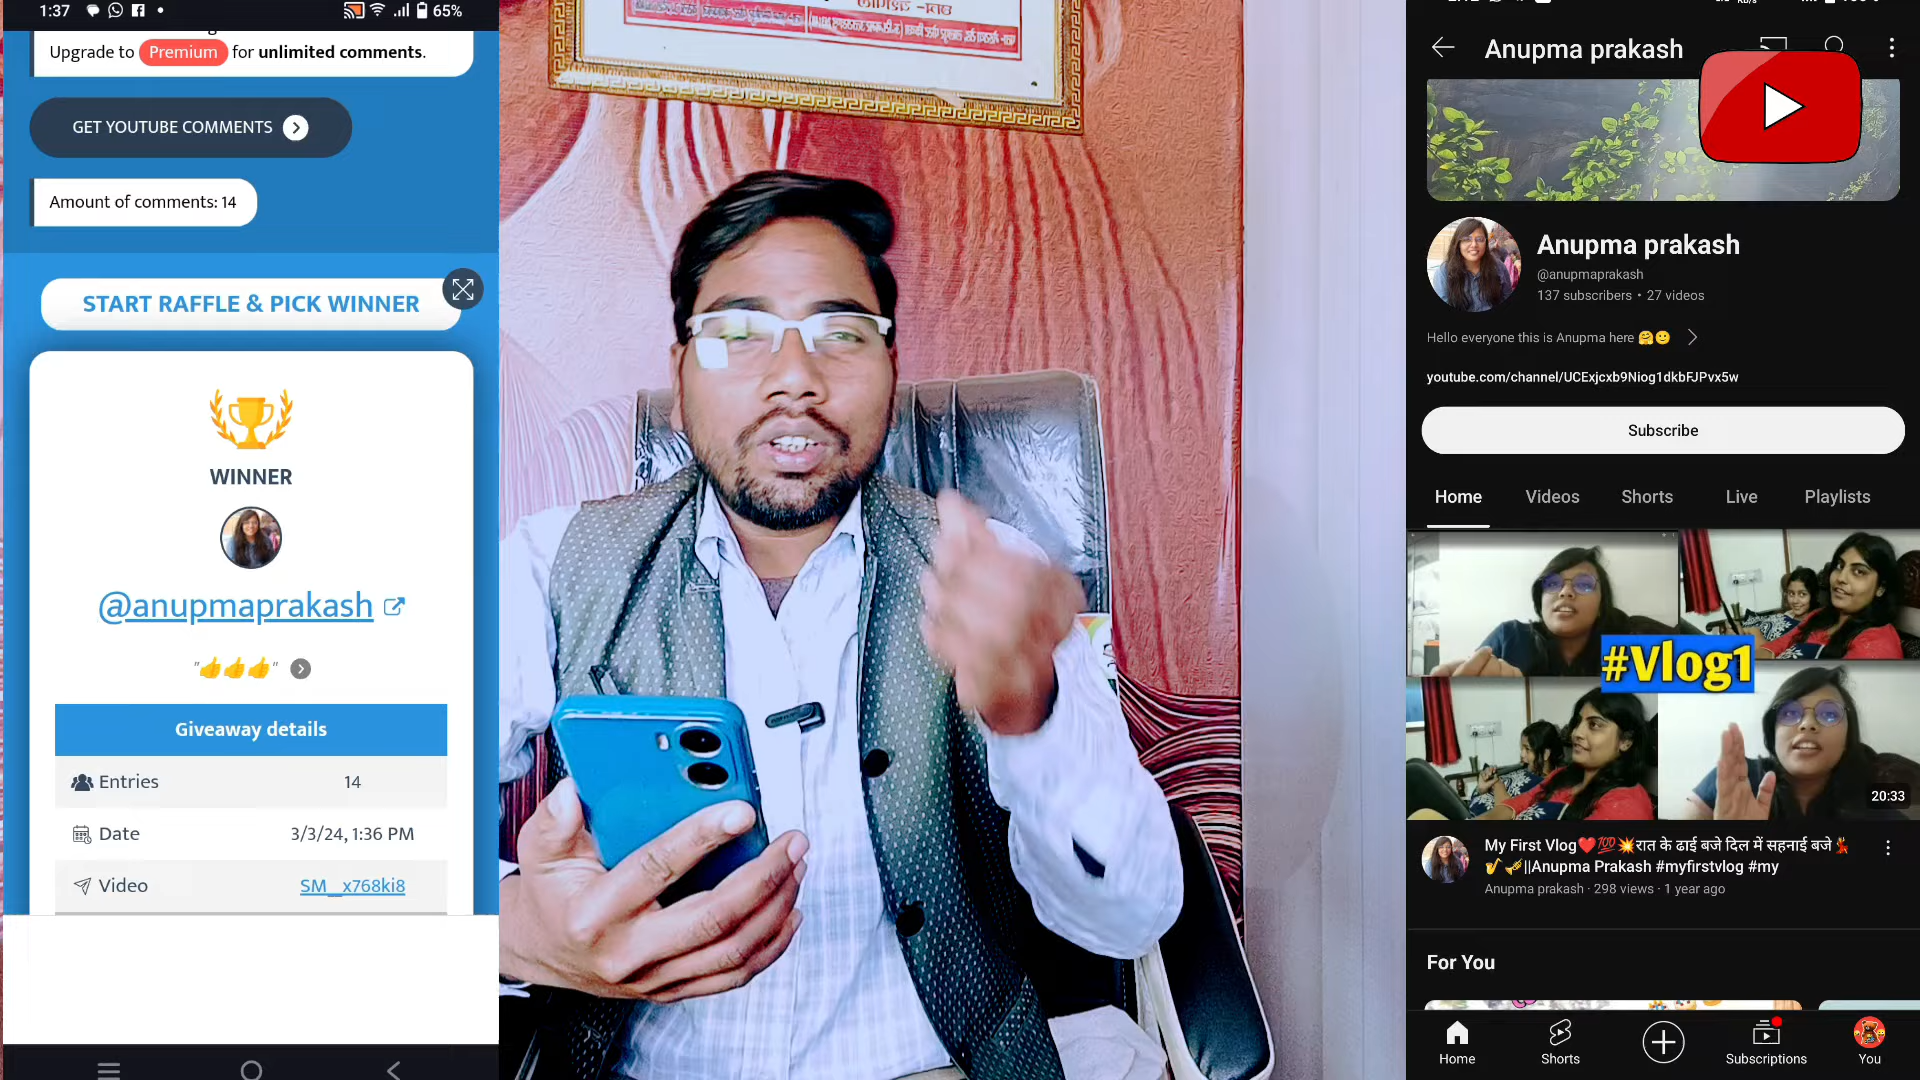 1:37
65%
Upgrade to Premium for unlimited comments.
GET YOUTUBE COMMENTS
Amount of comments: 14
START RAFFLE & PICK WINNER
WINNER
@anupmaprakash
"👍👍👍"
Giveaway details
Entries 14
Date 3/3/24, 1:36 PM
Video SM__x768ki8
Anupma prakash
Anupma prakash
@anupmaprakash
137 subscribers • 27 videos
Hello everyone this is Anupma here 🤗🙂
youtube.com/channel/UCExjcxb9Niog1dkbFJPvx5w
Subscribe
Home Videos Shorts Live Playlists
#Vlog1
20:33
My First Vlog❤️💯💥रात के ढाई बजे दिल में सहनाई बजे💃
🎷🎺||Anupma Prakash #myfirstvlog #my
Anupma prakash · 298 views · 1 year ago
For You
Home Shorts Subscriptions You